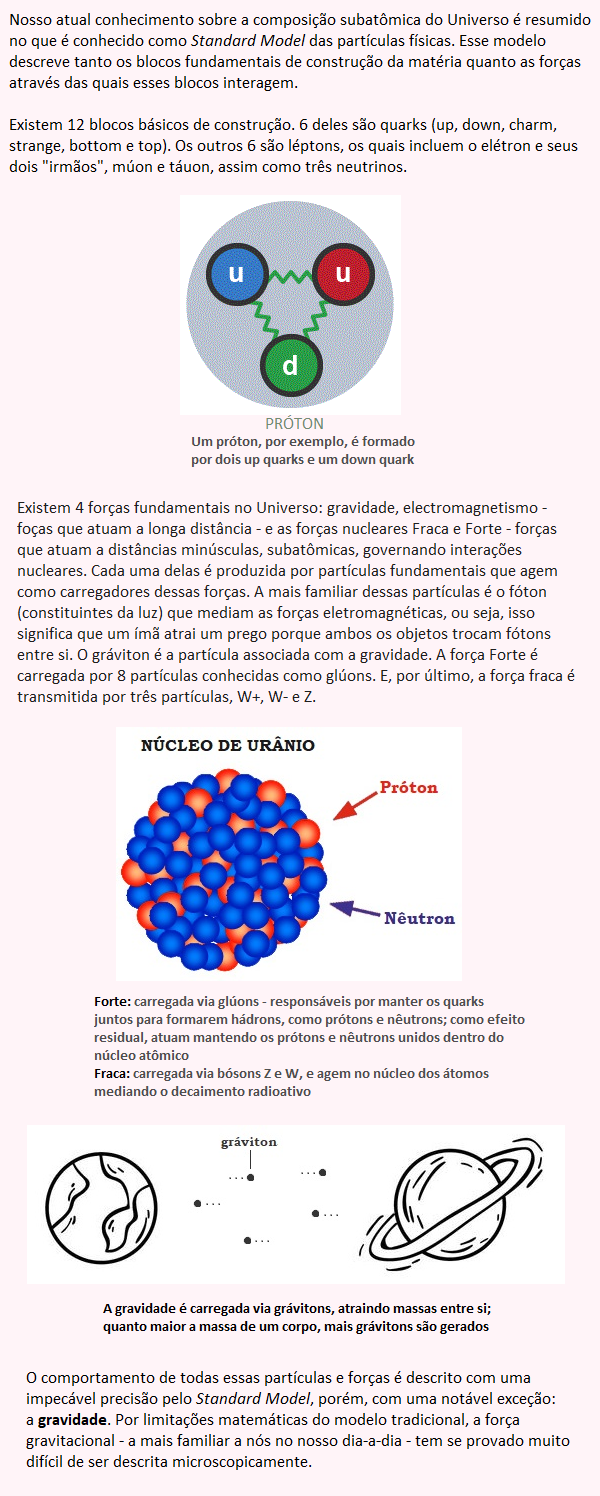 Nosso atual conhecimento sobre a composição subatômica do Universo é resumido
no que é conhecido como Standard Model das partículas físicas. Esse modelo
descreve tanto os blocos fundamentais de construção da matéria quanto as forças
através das quais esses blocos interagem.
Existem 12 blocos básicos de construção. 6 deles são quarks (up, down, charm,
strange, bottom e top). Os outros 6 são léptons, os quais incluem o elétron e seus
dois "irmãos", múon e táuon, assim como três neutrinos.
u
u
d
PRÓTON
Um próton, por exemplo, é formado
por dois up quarks e um down quark
Existem 4 forças fundamentais no Universo: gravidade, electromagnetismo -
foças que atuam a longa distância - e as forças nucleares Fraca e Forte - forças
que atuam a distâncias minúsculas, subatômicas, governando interações
nucleares. Cada uma delas é produzida por partículas fundamentais que agem
como carregadores dessas forças. A mais familiar dessas partículas é o fóton
(constituintes da luz) que mediam as forças eletromagnéticas, ou seja, isso
significa que um ímã atrai um prego porque ambos os objetos trocam fótons
entre si. O gráviton é a partícula associada com a gravidade. A força Forte é
carregada por 8 partículas conhecidas como glúons. E, por último, a força fraca é
transmitida por três partículas, W+, W- e Z.
NÚCLEO DE URÂNIO
Próton
Nêutron
Forte: carregada via glúons - responsáveis por manter os quarks
juntos para formarem hádrons, como prótons e nêutrons; como efeito
residual, atuam mantendo os prótons e nêutrons unidos dentro do
núcleo atômico
Fraca: carregada via bósons Z e W, e agem no núcleo dos átomos
mediando o decaimento radioativo
gráviton
A gravidade é carregada via grávitons, atraindo massas entre si;
quanto maior a massa de um corpo, mais grávitons são gerados
O comportamento de todas essas partículas e forças é descrito com uma
impecável precisão pelo Standard Model, porém, com uma notável exceção:
a gravidade. Por limitações matemáticas do modelo tradicional, a força
gravitacional - a mais familiar a nós no nosso dia-a-dia - tem se provado muito
difícil de ser descrita microscopicamente.